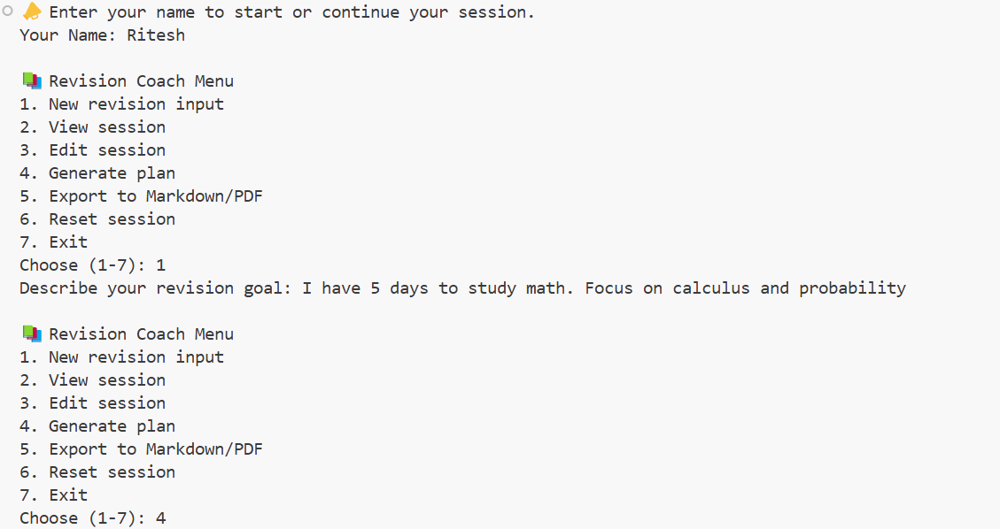 Enter your name to start or continue your session.
Your Name: Ritesh
Revision Coach Menu
1. New revision input
2. View session
3. Edit session
4. Generate plan
5. Export to Markdown/PDF
6. Reset session
7. Exit
Choose (1-7): 1
Describe your revision goal: I have 5 days to study math. Focus on calculus and probability
Revision Coach Menu
1. New revision input
2. View session
3. Edit session
4. Generate plan
5. Export to Markdown/PDF
6. Reset session
7. Exit
Choose (1-7): 4